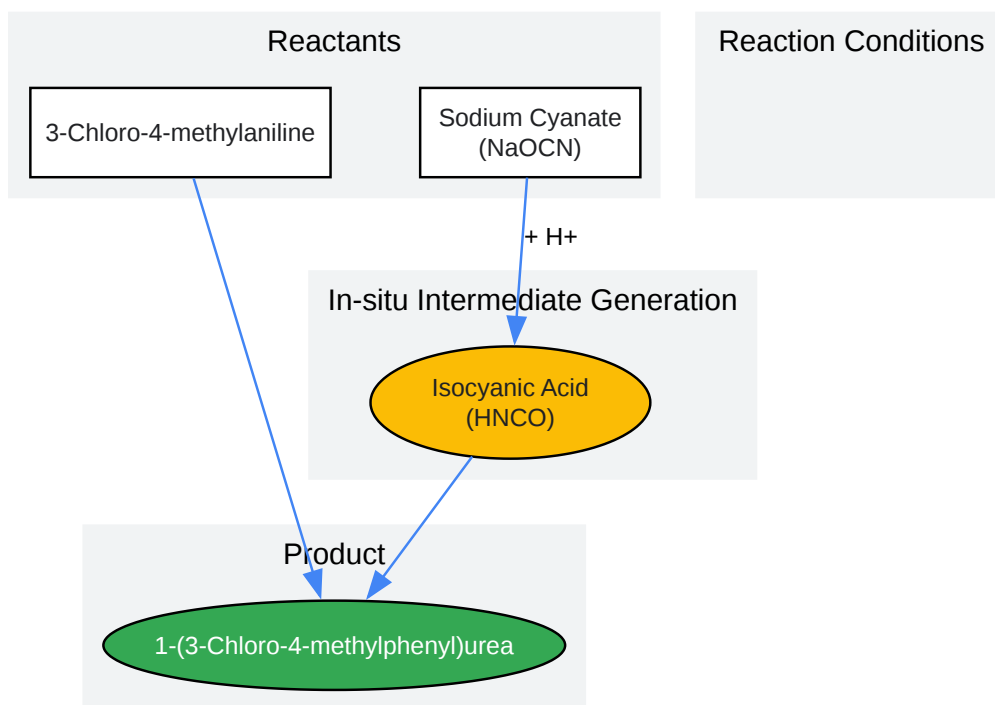 Reactants
Reaction Conditions
3-Chloro-4-methylaniline
Sodium Cyanate
(NaOCN)
+ H+
In-situ Intermediate Generation
Isocyanic Acid
(HNCO)
Product
1-(3-Chloro-4-methylphenyl)urea